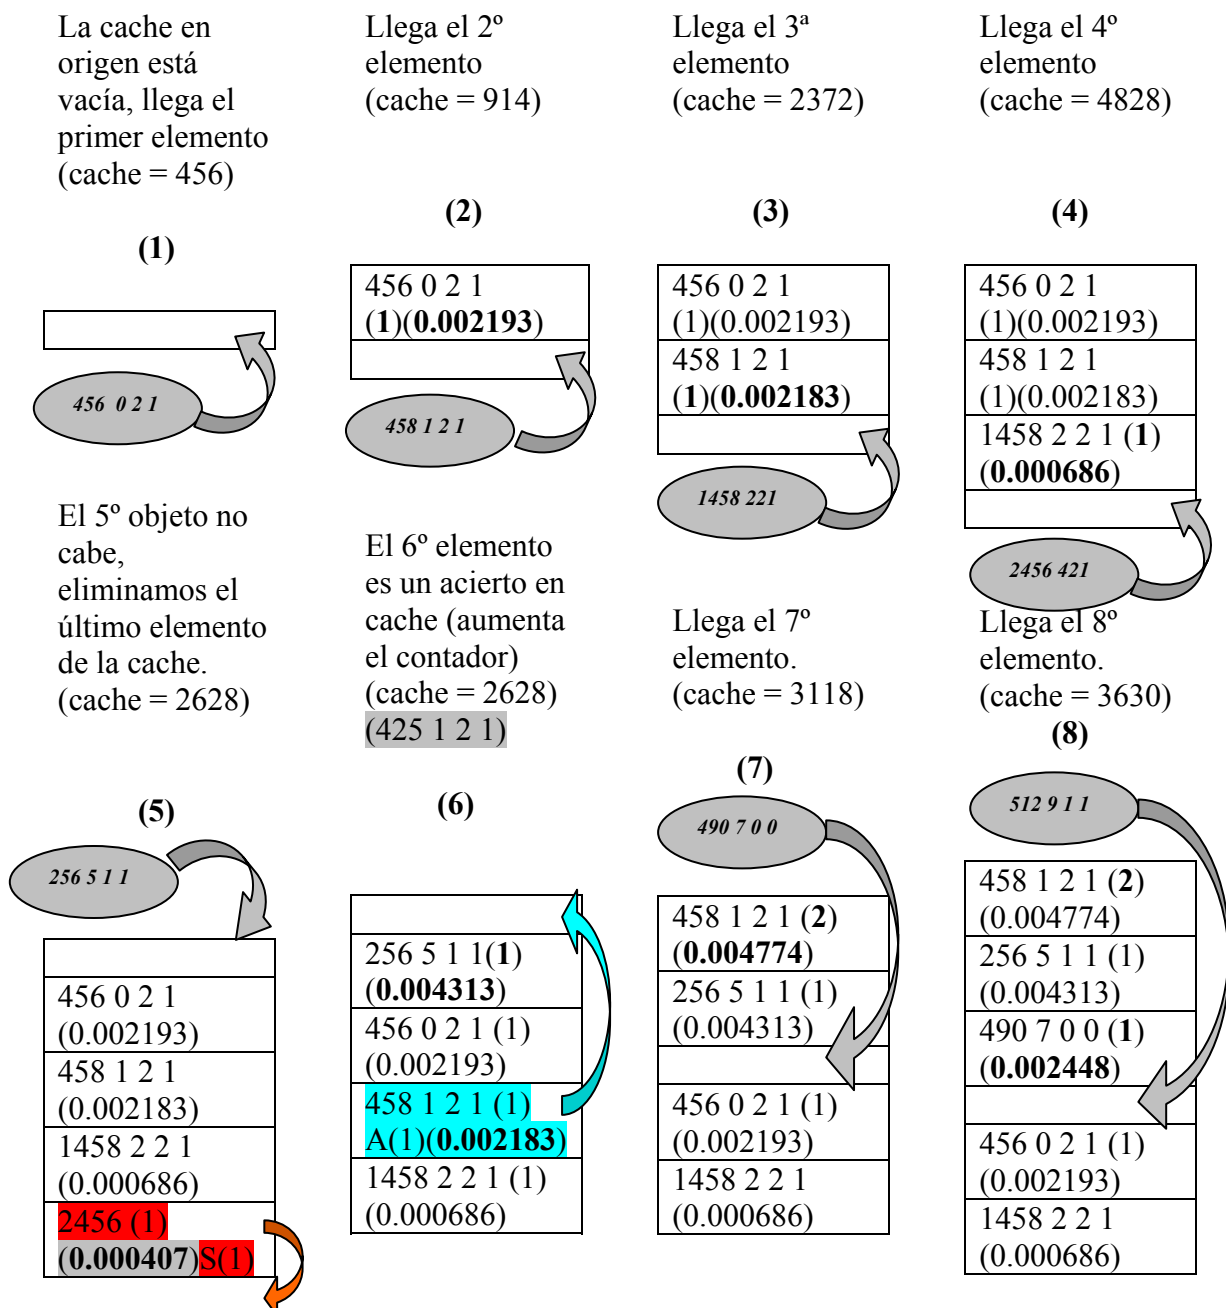 La cache en
origen está
vacía, llega el
primer elemento
(cache = 456)
(1)
456 0 2 1
Llega el 2º
elemento
(cache = 914)
(2)
456 0 2 1
(1)(0.002193)
458 1 2 1
Llega el 3ª
elemento
(cache = 2372)
(3)
456 0 2 1
(1)(0.002193)
458 1 2 1
(1)(0.002183)
1458 221
Llega el 4º
elemento
(cache = 4828)
(4)
456 0 2 1
(1)(0.002193)
458 1 2 1
(1)(0.002183)
1458 2 2 1 (1)
(0.000686)
2456 421
El 5º objeto no
cabe,
eliminamos el
último elemento
de la cache.
(cache = 2628)
(5)
256 5 1 1
456 0 2 1
(0.002193)
458 1 2 1
(0.002183)
1458 2 2 1
(0.000686)
2456 (1)
(0.000407)S(1)
El 6º elemento
es un acierto en
cache (aumenta
el contador)
(cache = 2628)
(425 1 2 1)
(6)
256 5 1 1(1)
(0.004313)
456 0 2 1 (1)
(0.002193)
458 1 2 1 (1)
A(1)(0.002183)
1458 2 2 1 (1)
(0.000686)
Llega el 7º
elemento.
(cache = 3118)
(7)
490 7 0 0
458 1 2 1 (2)
(0.004774)
256 5 1 1 (1)
(0.004313)
456 0 2 1 (1)
(0.002193)
1458 2 2 1
(0.000686)
Llega el 8º
elemento.
(cache = 3630)
(8)
512 9 1 1
458 1 2 1 (2)
(0.004774)
256 5 1 1 (1)
(0.004313)
490 7 0 0 (1)
(0.002448)
456 0 2 1 (1)
(0.002193)
1458 2 2 1
(0.000686)